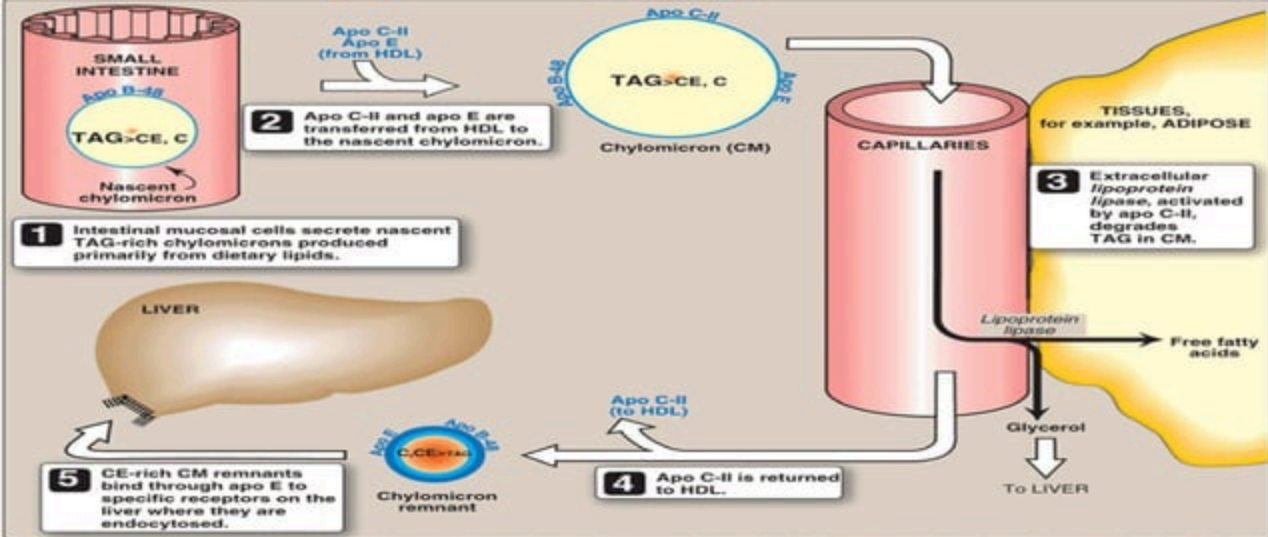 SMALL
INTESTINE
Apo B-48
TAG>CE, C
Nascent
chylomicron
1 Intestinal mucosal cells secrete nascent
TAG-rich chylomicrons produced
primarily from dietary lipids.
Apo C-II
Apo E
(from HDL)
2 Apo C-II and apo E are
transferred from HDL to
the nascent chylomicron.
Apo C-II
Apo B-48
Apo E
TAG>CE, C
Chylomicron (CM)
CAPILLARIES
TISSUES,
for example, ADIPOSE
3 Extracellular
lipoprotein
lipase, activated
by apo C-II,
degrades
TAG in CM.
Lipoprotein
lipase
Free fatty
acids
Glycerol
To LIVER
Apo C-II
(to HDL)
4 Apo C-II is returned
to HDL.
Apo E
Apo B-48
C,CE>TAG
Chylomicron
remnant
LIVER
5 CE-rich CM remnants
bind through apo E to
specific receptors on the
liver where they are
endocytosed.